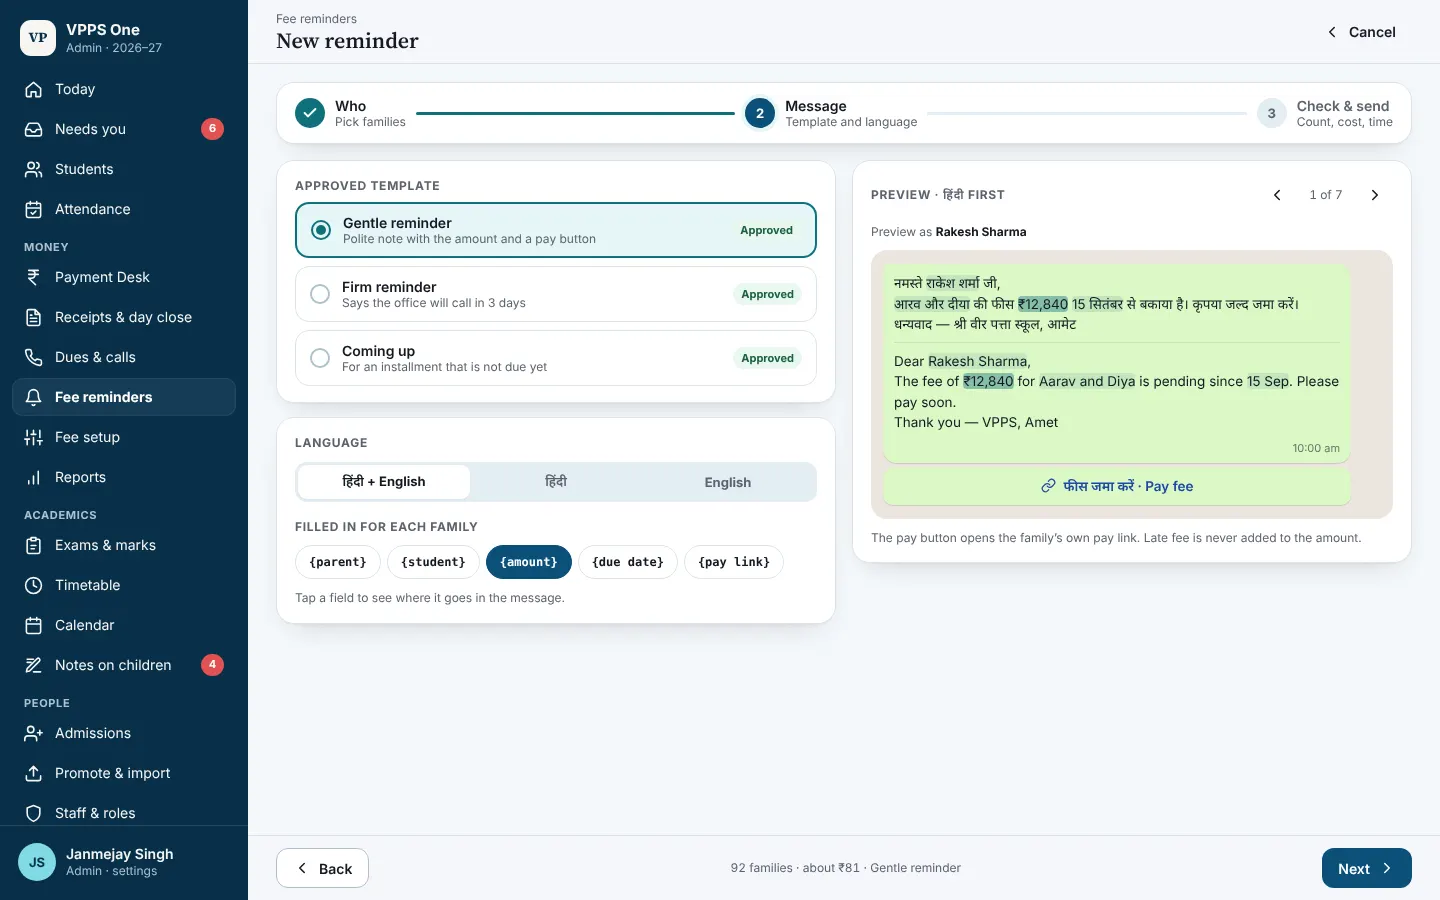 VP
VPPS One
Admin · 2026–27
Today
Needs you 6
Students
Attendance
MONEY
Payment Desk
Receipts & day close
Dues & calls
Fee reminders
Fee setup
Reports
ACADEMICS
Exams & marks
Timetable
Calendar
Notes on children 4
PEOPLE
Admissions
Promote & import
Staff & roles
JS
Janmejay Singh
Admin · settings
Fee reminders
New reminder
Cancel
Who
Pick families
2
Message
Template and language
3
Check & send
Count, cost, time
APPROVED TEMPLATE
Gentle reminder
Polite note with the amount and a pay button
Approved
Firm reminder
Says the office will call in 3 days
Approved
Coming up
For an installment that is not due yet
Approved
LANGUAGE
हिंदी + English
हिंदी
English
FILLED IN FOR EACH FAMILY
{parent} {student} {amount} {due date} {pay link}
Tap a field to see where it goes in the message.
PREVIEW · हिंदी FIRST
1 of 7
Preview as Rakesh Sharma
नमस्ते राकेश शर्मा जी,
आरव और दीया की फीस ₹12,840 15 सितंबर से बकाया है। कृपया जल्द जमा करें।
धन्यवाद — श्री वीर पत्ता स्कूल, आमेट
Dear Rakesh Sharma,
The fee of ₹12,840 for Aarav and Diya is pending since 15 Sep. Please
pay soon.
Thank you — VPPS, Amet
10:00 am
फीस जमा करें · Pay fee
The pay button opens the family’s own pay link. Late fee is never added to the amount.
Back
92 families · about ₹81 · Gentle reminder
Next